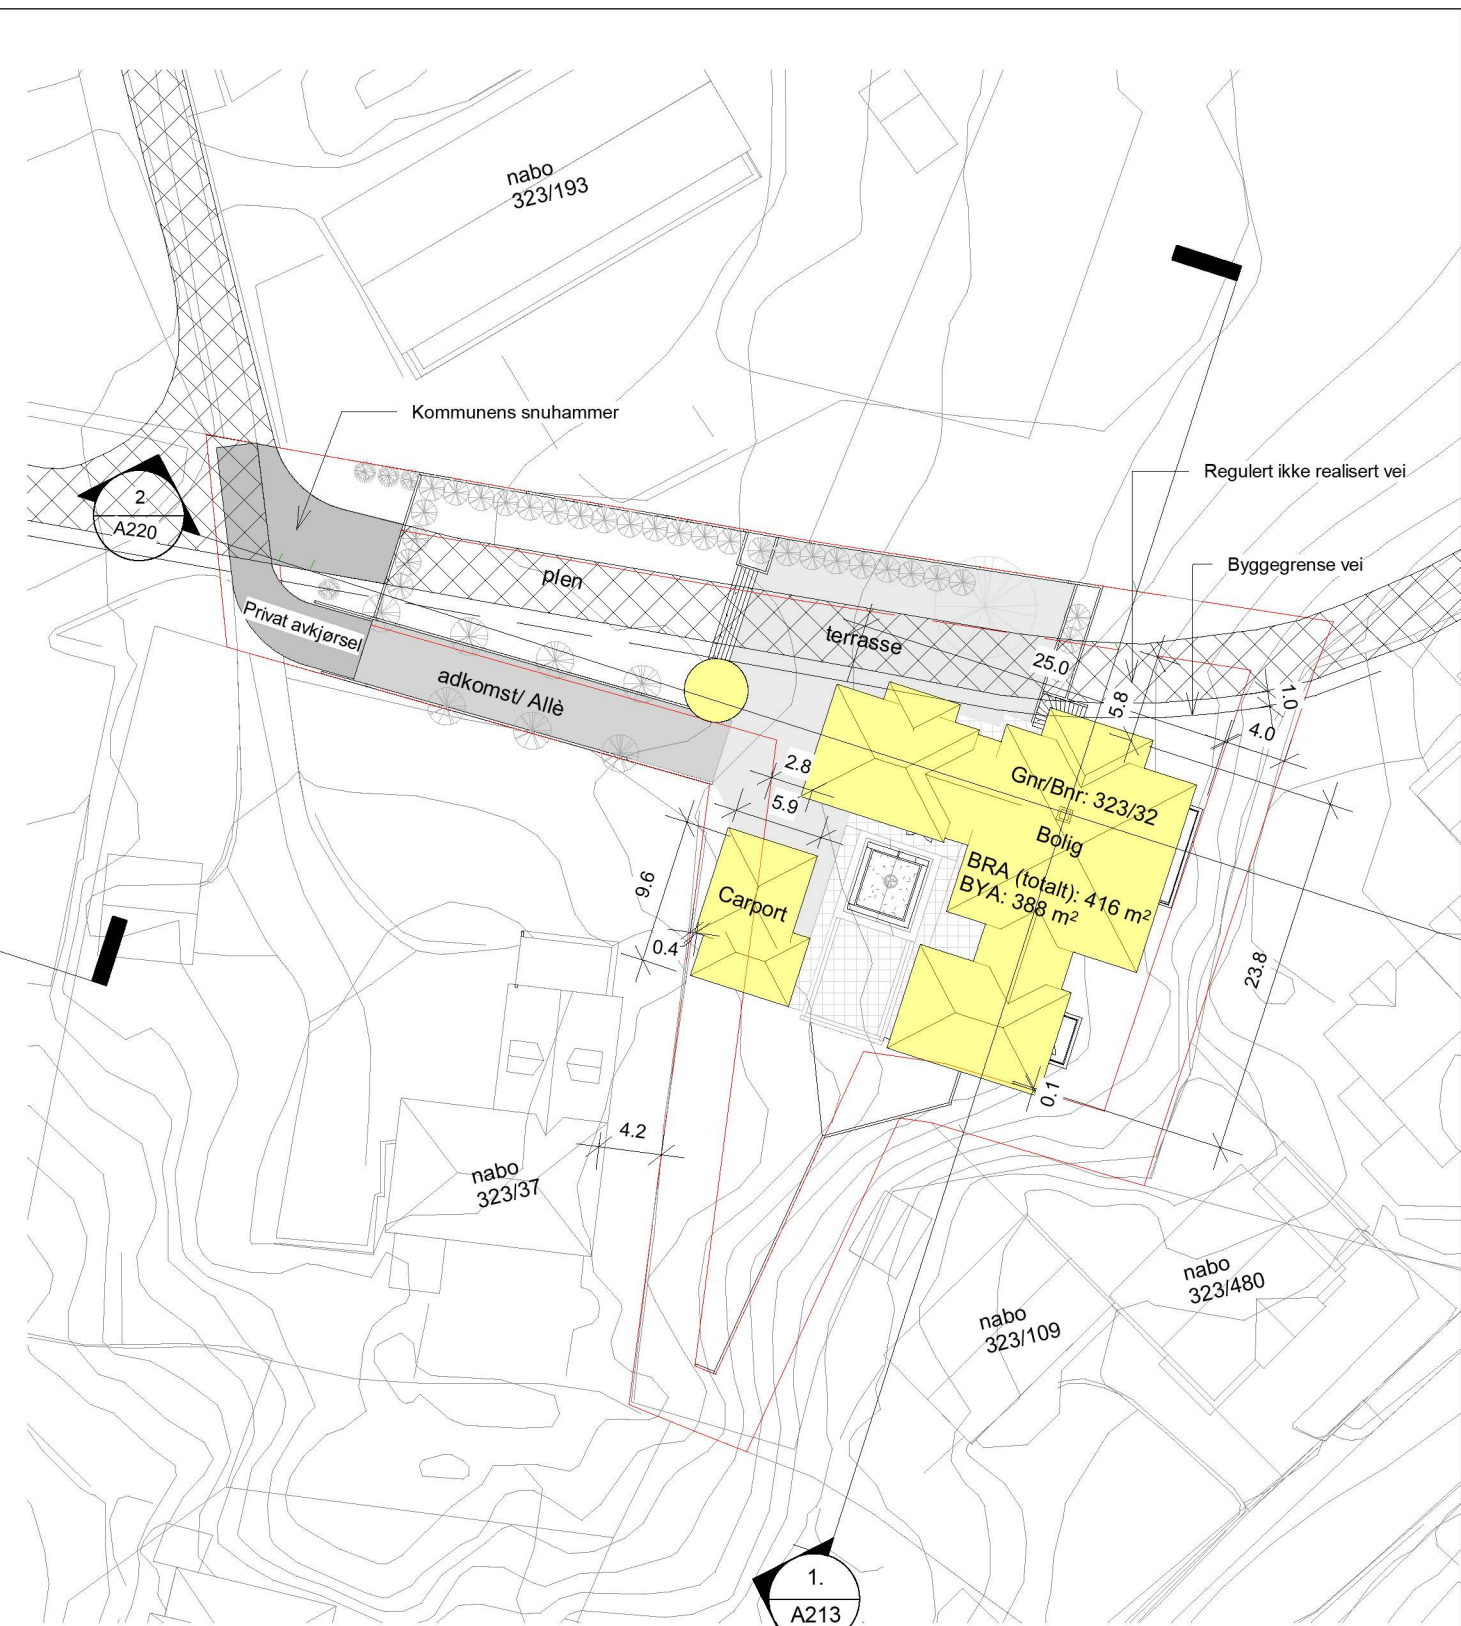 nabo
323/193
Kommunens snuhammer
Regulert ikke realisert vei
2
A220
Byggegrense vei
plen
Privat avkjørsel
terrasse
25.0
adkomst/ Allè
5.8
1.0
4.0
2.8
Gnr/Bnr: 323/32
5.9
Bolig
BRA (totalt): 416 m²
BYA: 388 m²
9.6
Carport
0.4
23.8
0.1
4.2
nabo
323/37
nabo
323/480
nabo
323/109
1.
A213